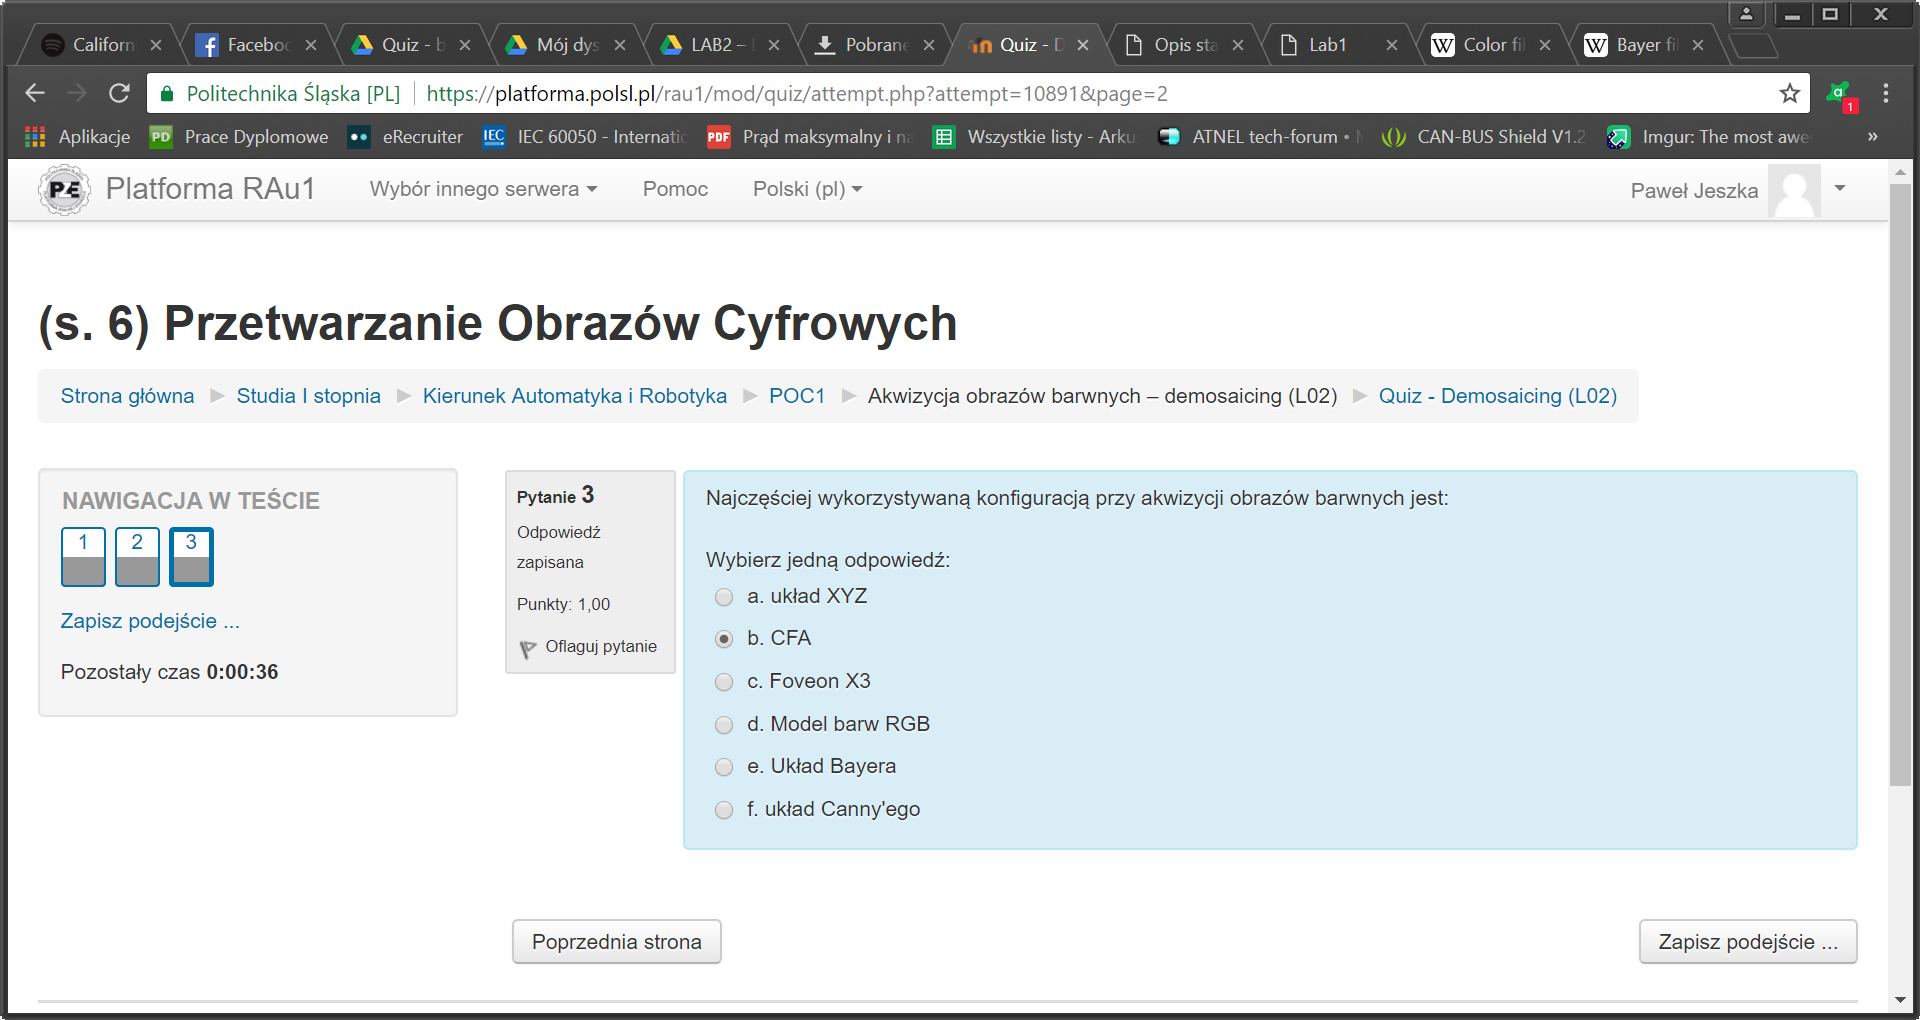 Californ
Faceboo
Quiz - b
Mój dys
LAB2 –
Pobrane
Quiz - D
Opis sta
Lab1
Color fi
Bayer fi
Politechnika Śląska [PL]
https://platforma.polsl.pl/rau1/mod/quiz/attempt.php?attempt=10891&page=2
1
Aplikacje
PD Prace Dyplomowe
eRecruiter
IEC IEC 60050 - Internatic
PDF Prąd maksymalny i na
Wszystkie listy - Arku
ATNEL tech-forum •
CAN-BUS Shield V1.2
Imgur: The most awe
»
Platforma RAu1
Wybór innego serwera
Pomoc
Polski (pl)
Paweł Jeszka
(s. 6) Przetwarzanie Obrazów Cyfrowych
Strona główna ► Studia I stopnia ► Kierunek Automatyka i Robotyka ► POC1 ► Akwizycja obrazów barwnych – demosaicing (L02) ► Quiz - Demosaicing (L02)
NAWIGACJA W TEŚCIE
1 2 3
Zapisz podejście ...
Pozostały czas 0:00:36
Pytanie 3
Odpowiedź
zapisana
Punkty: 1,00
Oflaguj pytanie
Najczęściej wykorzystywaną konfiguracją przy akwizycji obrazów barwnych jest:
Wybierz jedną odpowiedź:
a. układ XYZ
b. CFA
c. Foveon X3
d. Model barw RGB
e. Układ Bayera
f. układ Canny'ego
Poprzednia strona
Zapisz podejście ...